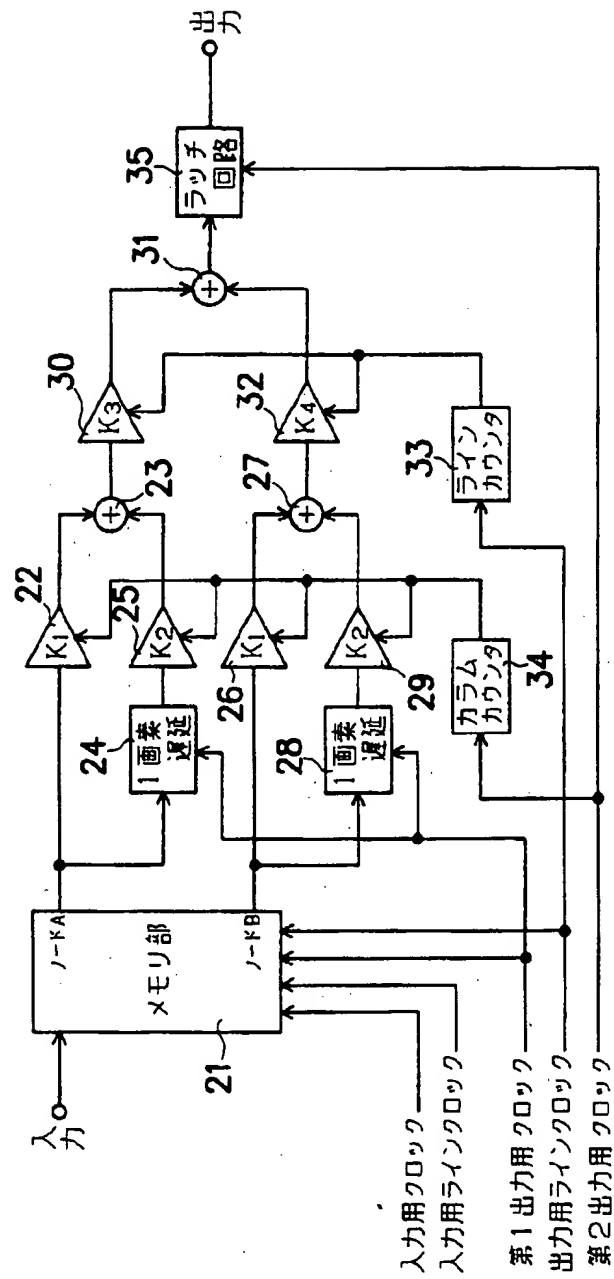 入力
メモリ部
ノードA
ノードB
21
K1
22
1画素
遅延
24
K2
25
23
K1
26
1画素
遅延
28
K2
29
27
K3
30
K4
32
31
ラッチ
回路
35
出力
ライン
カウンタ
33
カラム
カウンタ
34
入力用クロック
入力用ラインクロック
第1出力用クロック
出力用ラインクロック
第2出力用クロック